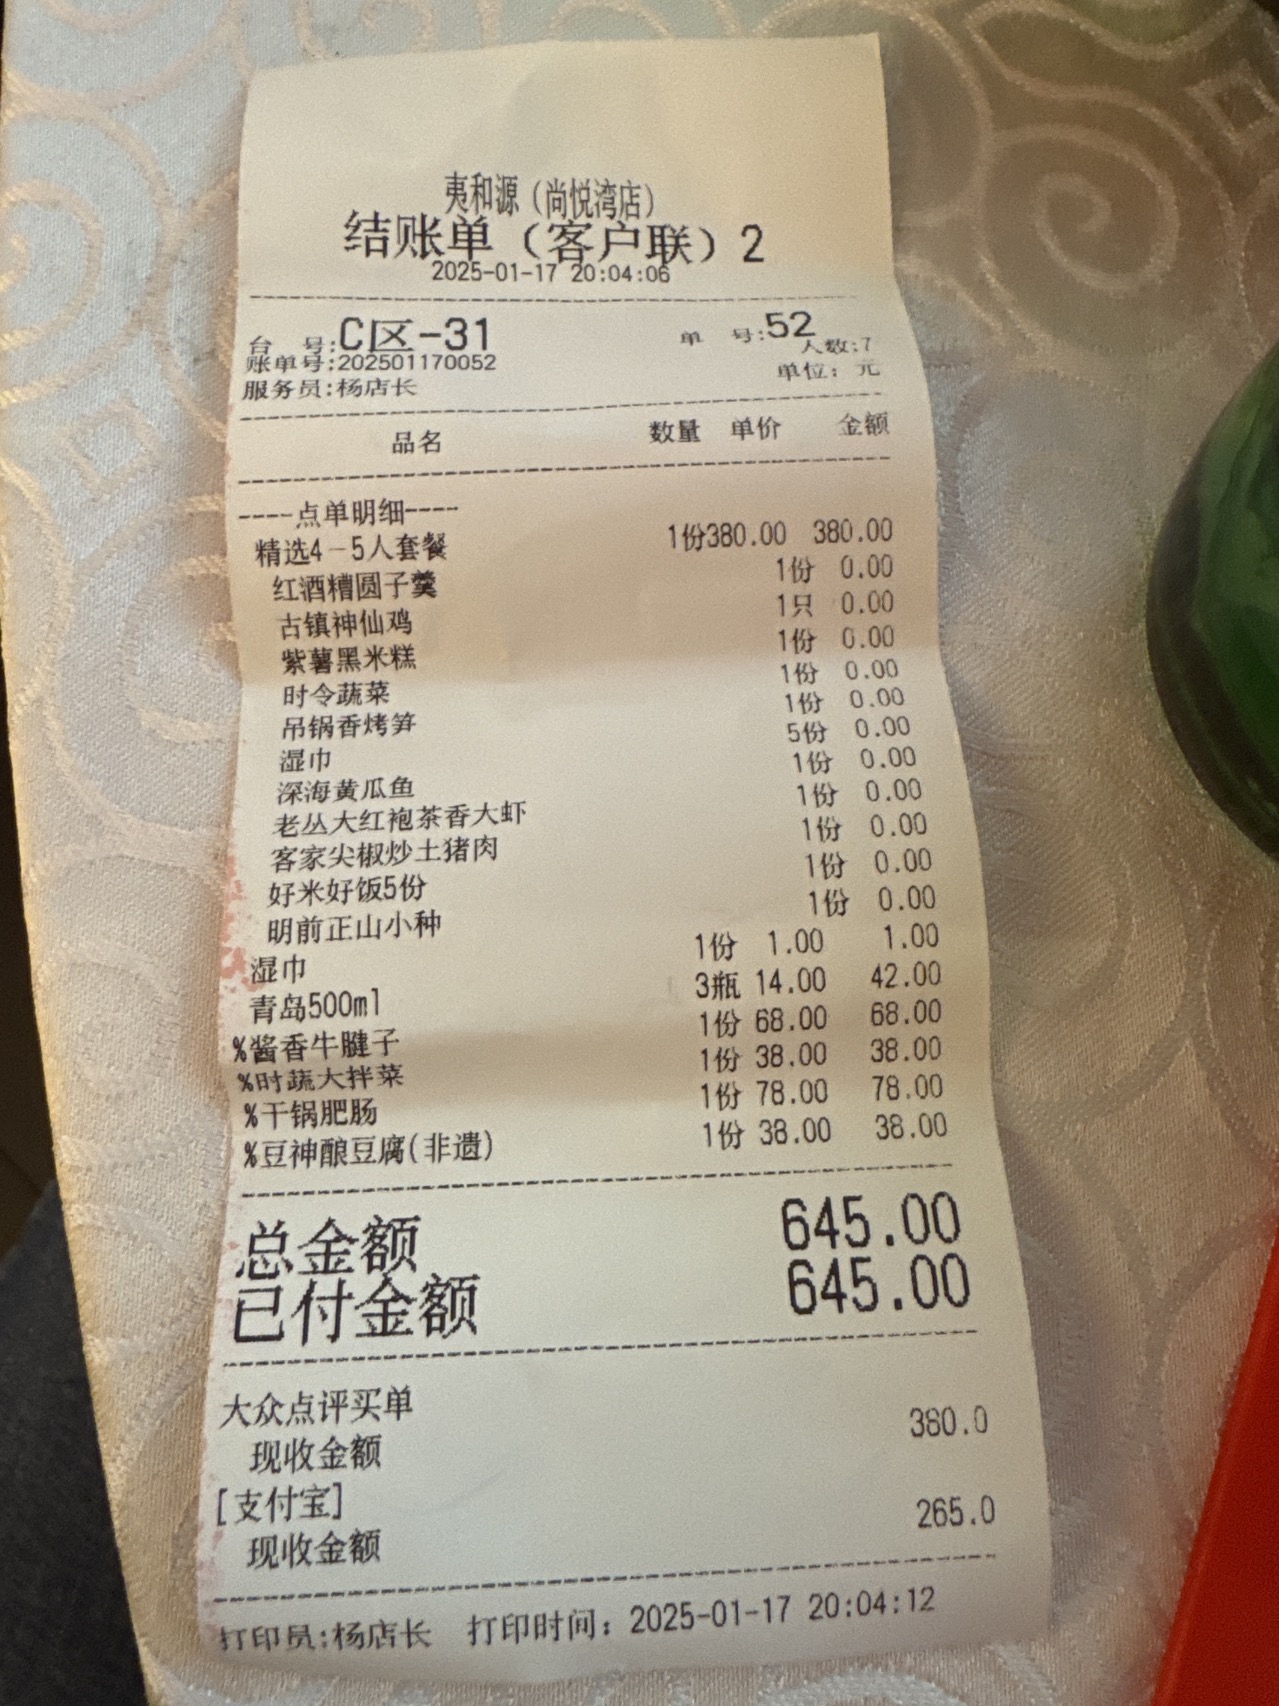 夷和源（尚悦湾店）
结账单（客户联）2
2025-01-17 20:04:06
台 号:C区-31 单 号:52
账单号:202501170052 人数:7
服务员:杨店长 单位: 元
品名 数量 单价 金额
----点单明细----
精选4-5人套餐 1份380.00 380.00
红酒糟圆子羹 1份 0.00
古镇神仙鸡 1只 0.00
紫薯黑米糕 1份 0.00
时令蔬菜 1份 0.00
吊锅香烤笋 1份 0.00
湿巾 5份 0.00
深海黄瓜鱼 1份 0.00
老丛大红袍茶香大虾 1份 0.00
客家尖椒炒土猪肉 1份 0.00
好米好饭5份 1份 0.00
明前正山小种 1份 0.00
湿巾 1份 1.00 1.00
青岛500ml 3瓶 14.00 42.00
%酱香牛腱子 1份 68.00 68.00
%时蔬大拌菜 1份 38.00 38.00
%干锅肥肠 1份 78.00 78.00
%豆神酿豆腐(非遗) 1份 38.00 38.00
总金额 645.00
已付金额 645.00
大众点评买单
现收金额 380.0
[支付宝]
现收金额 265.0
打印员:杨店长 打印时间: 2025-01-17 20:04:12